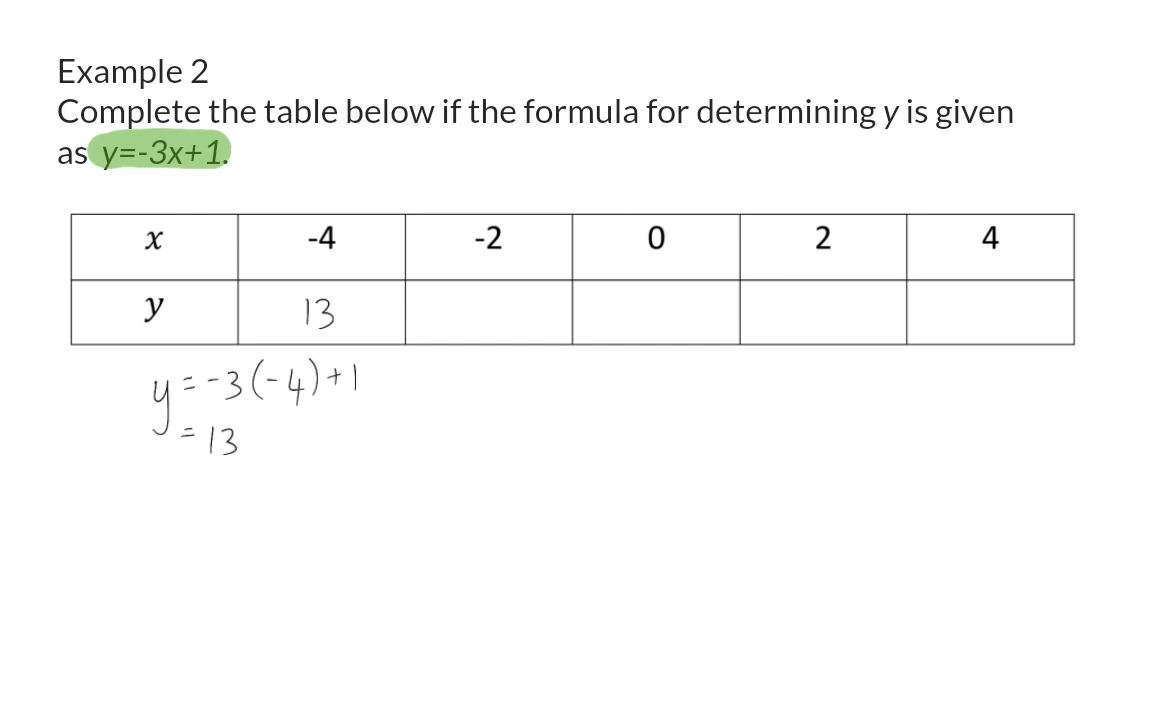 Example 2
Complete the table below if the formula for determining y is given
as y=-3x+1.
x -4 -2 0 2 4
y 13
y = -3(-4)+1
= 13